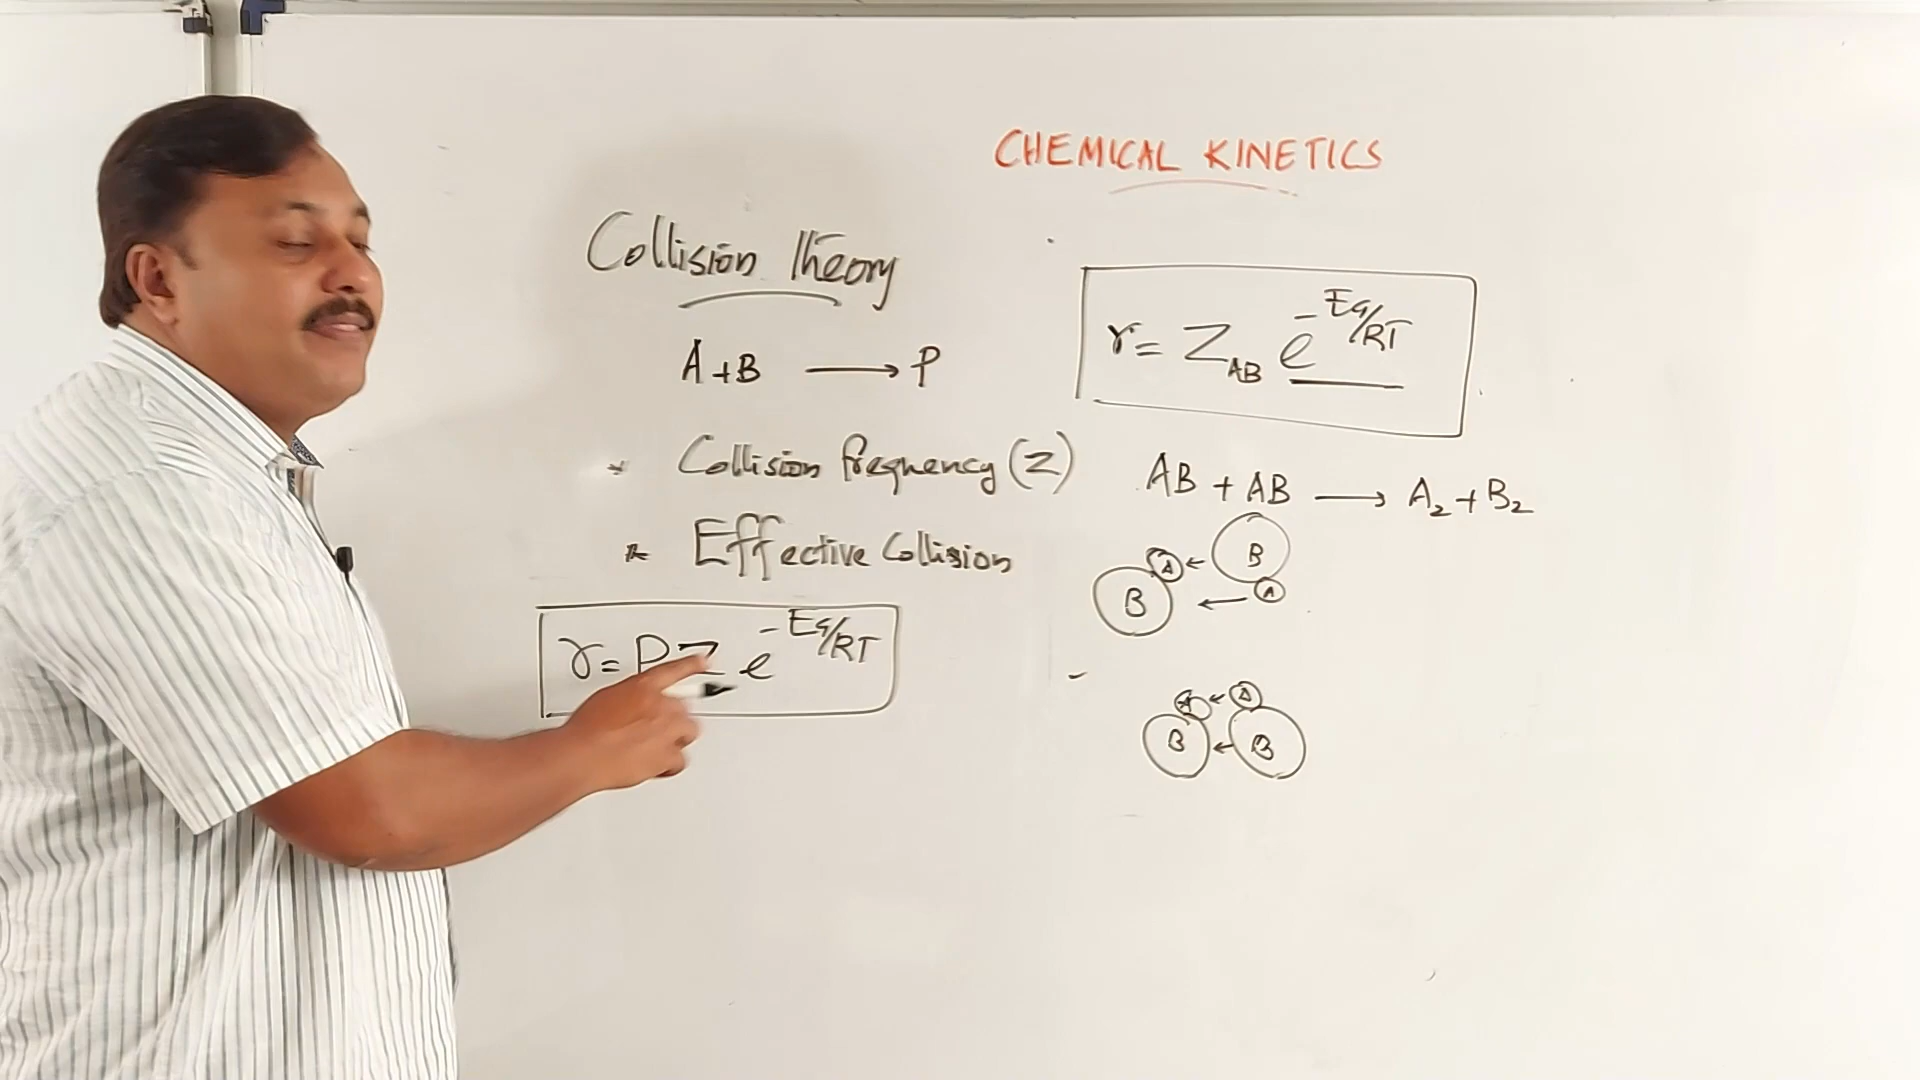 CHEMICAL KINETICS
Collision Theory
A + B ⟶ P
* Collision frequency (Z)
* Effective Collision
r = P Z e^-Ea/RT
r = Z_AB e^-Ea/RT
AB + AB ⟶ A₂ + B₂
A ← B
B ← A
A ← A
B ← B